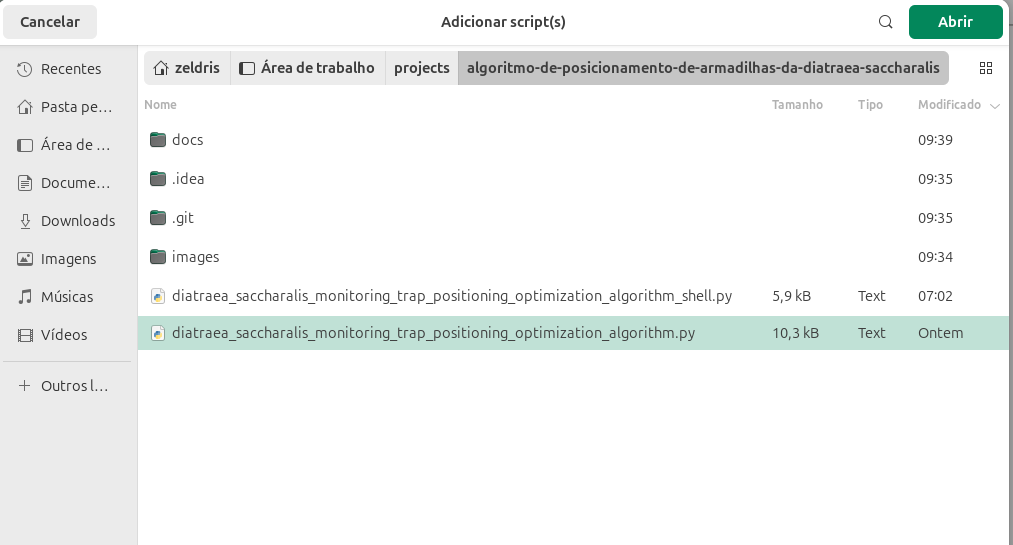 Cancelar Adicionar script(s) Abrir
Recentes
Pasta pe...
Área de ...
Docume...
Downloads
Imagens
Músicas
Vídeos
Outros l...
zeldris Área de trabalho projects algoritmo-de-posicionamento-de-armadilhas-da-diatraea-saccharalis
Nome Tamanho Tipo Modificado
docs 09:39
.idea 09:35
.git 09:35
images 09:34
diatraea_saccharalis_monitoring_trap_positioning_optimization_algorithm_shell.py 5,9 kB Text 07:02
diatraea_saccharalis_monitoring_trap_positioning_optimization_algorithm.py 10,3 kB Text Ontem